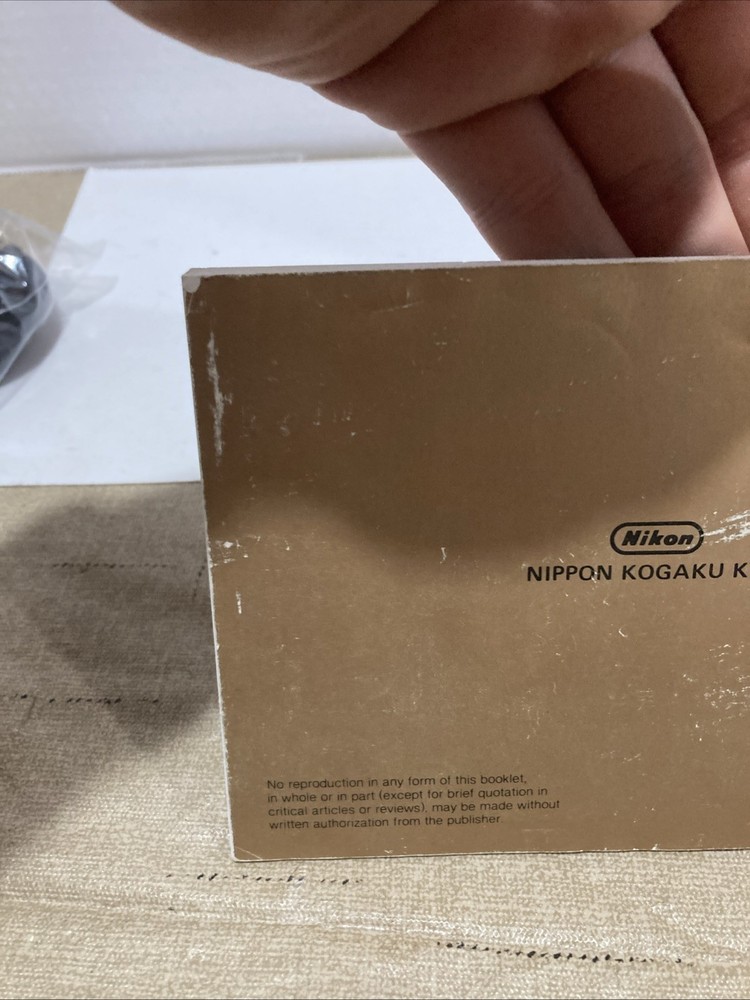 Nikon
NIPPON KOGAKU K
No reproduction in any form of this booklet,
in whole or in part (except for brief quotation in
critical articles or reviews), may be made without
written authorization from the publisher.